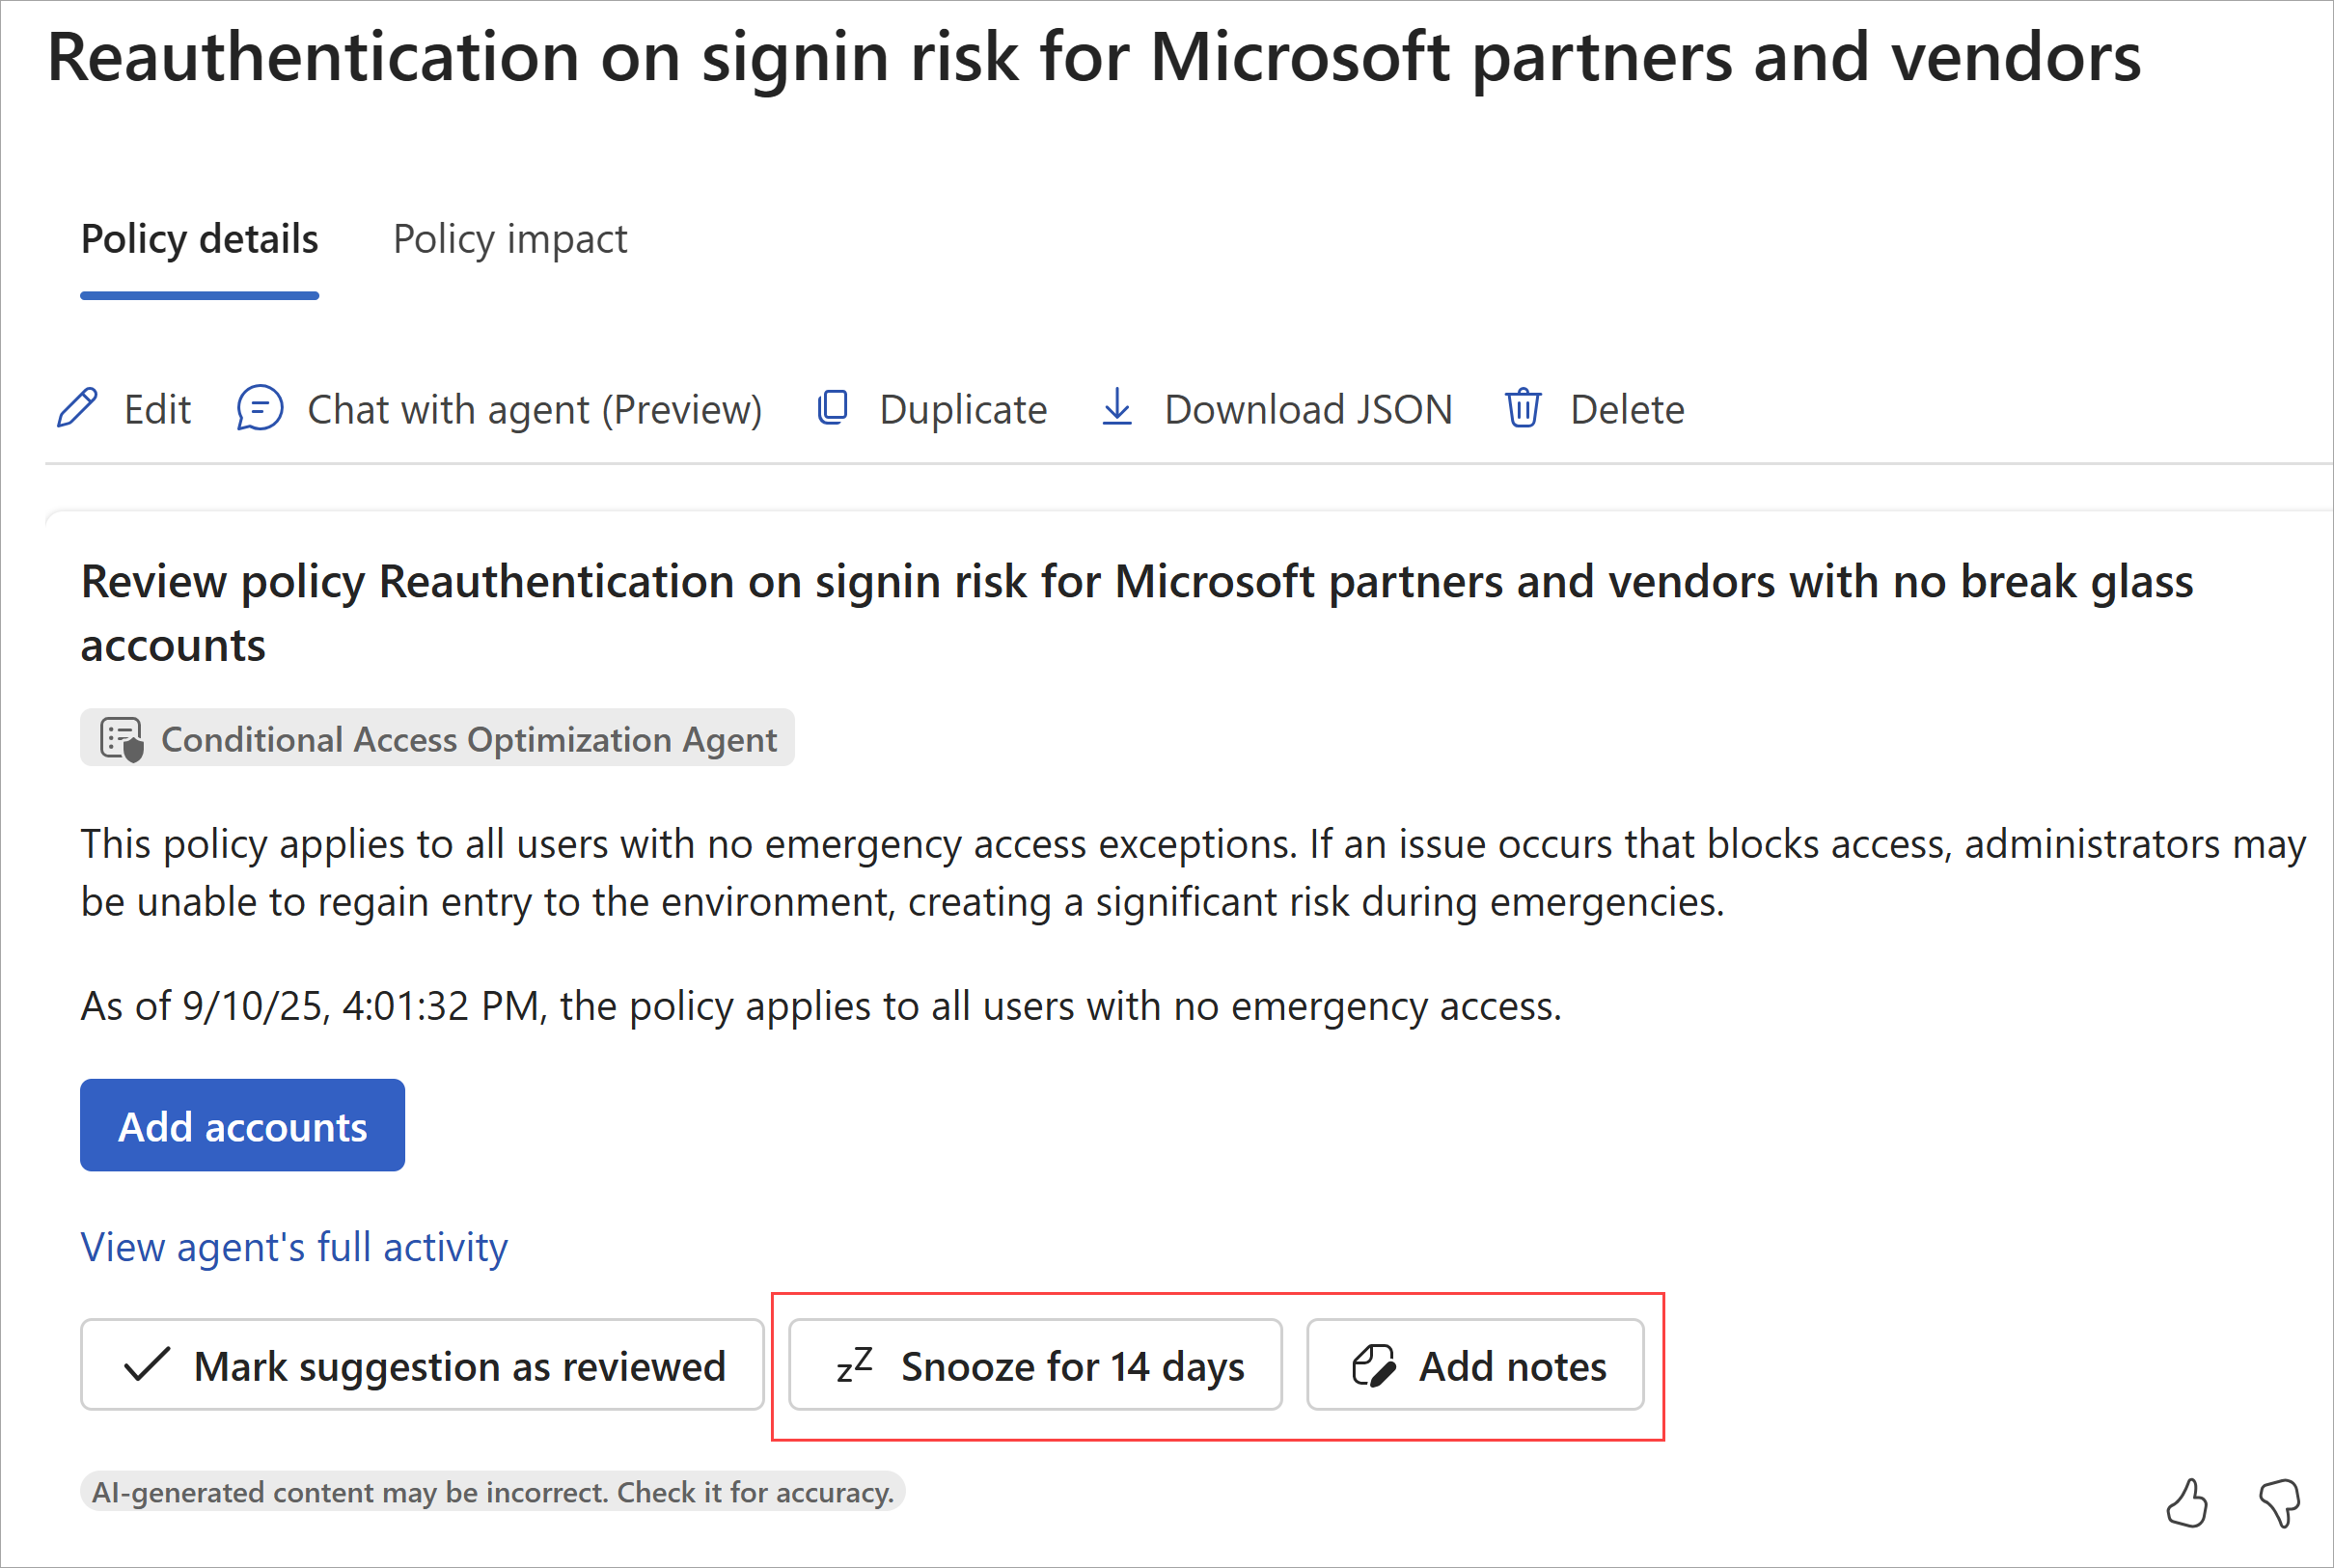 Reauthentication on signin risk for Microsoft partners and vendors
Policy details Policy impact
Edit Chat with agent (Preview) Duplicate Download JSON Delete
Review policy Reauthentication on signin risk for Microsoft partners and vendors with no break glass
accounts
Conditional Access Optimization Agent
This policy applies to all users with no emergency access exceptions. If an issue occurs that blocks access, administrators may
be unable to regain entry to the environment, creating a significant risk during emergencies.
As of 9/10/25, 4:01:32 PM, the policy applies to all users with no emergency access.
Add accounts
View agent's full activity
Mark suggestion as reviewed zZ Snooze for 14 days Add notes
AI-generated content may be incorrect. Check it for accuracy.